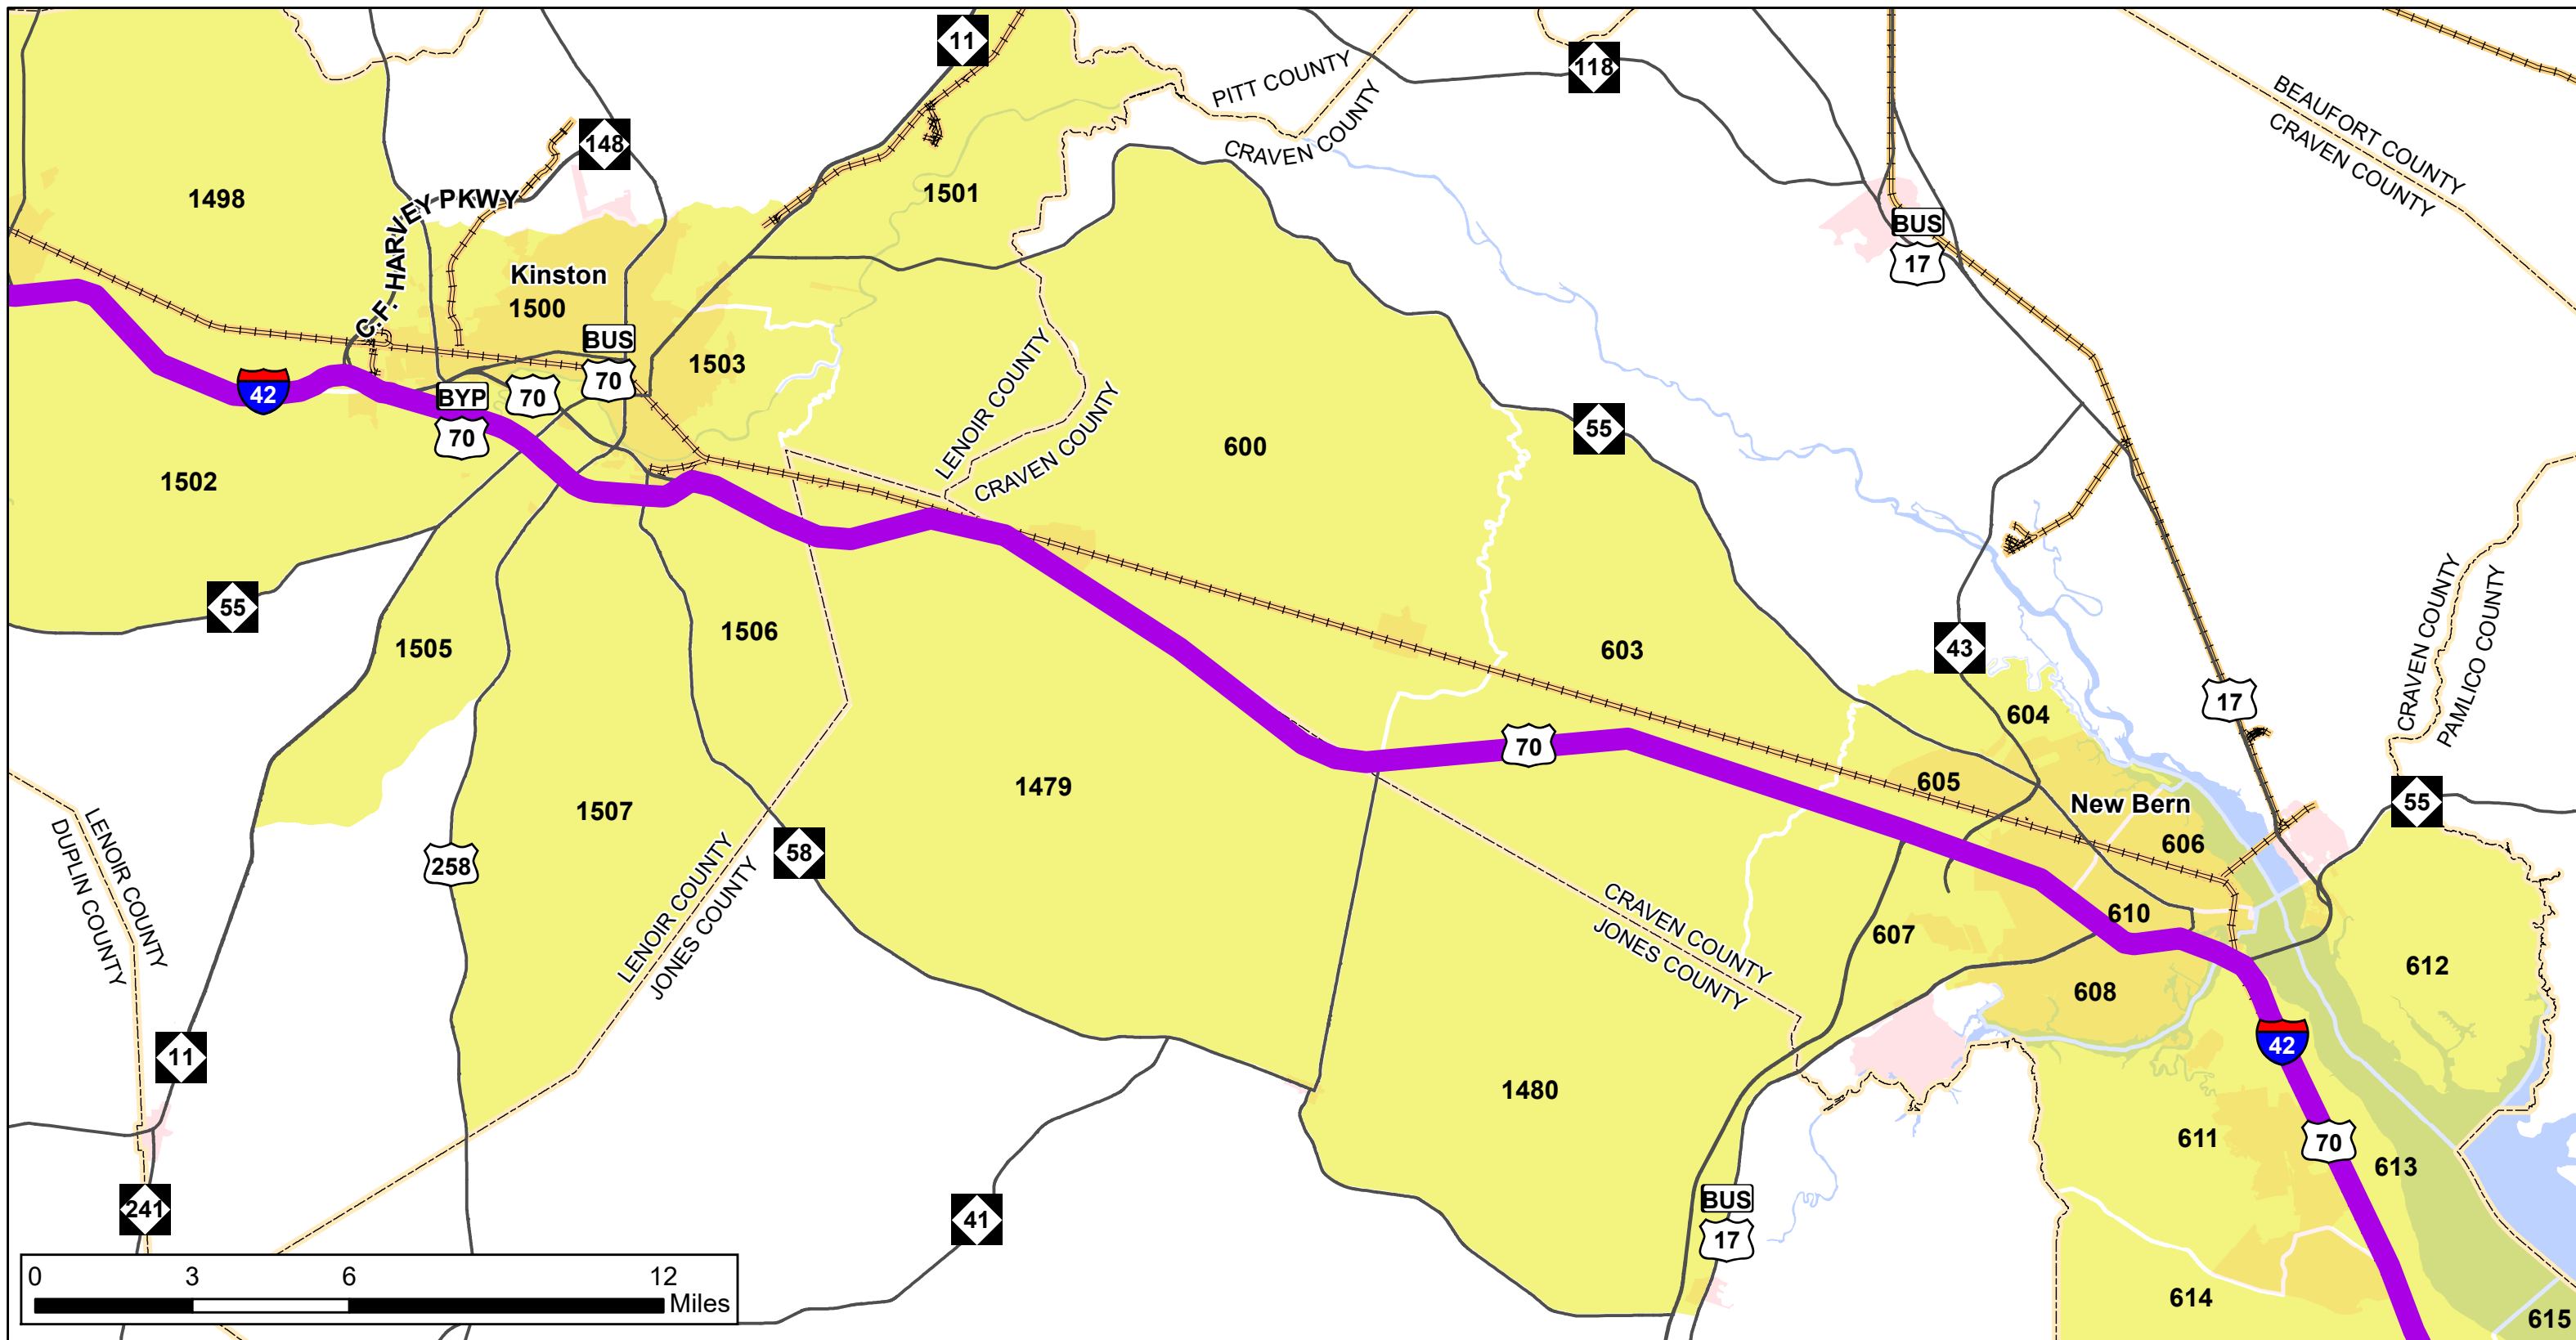 11
118
PITT COUNTY
CRAVEN COUNTY
BEAUFORT COUNTY
CRAVEN COUNTY
148
1498
C.F. HARVEY PKWY
1501
BUS
17
Kinston
1500
BUS
70
1503
42
BYP
70
70
LENOIR COUNTY
CRAVEN COUNTY
600
55
1502
55
1505
1506
603
43
CRAVEN COUNTY
PAMLICO COUNTY
17
604
70
605
New Bern
606
55
1479
1507
LENOIR COUNTY
DUPLIN COUNTY
258
58
LENOIR COUNTY
JONES COUNTY
CRAVEN COUNTY
JONES COUNTY
607
610
608
612
42
11
1480
611
70
613
241
41
BUS
17
614
615
0 3 6 12
Miles